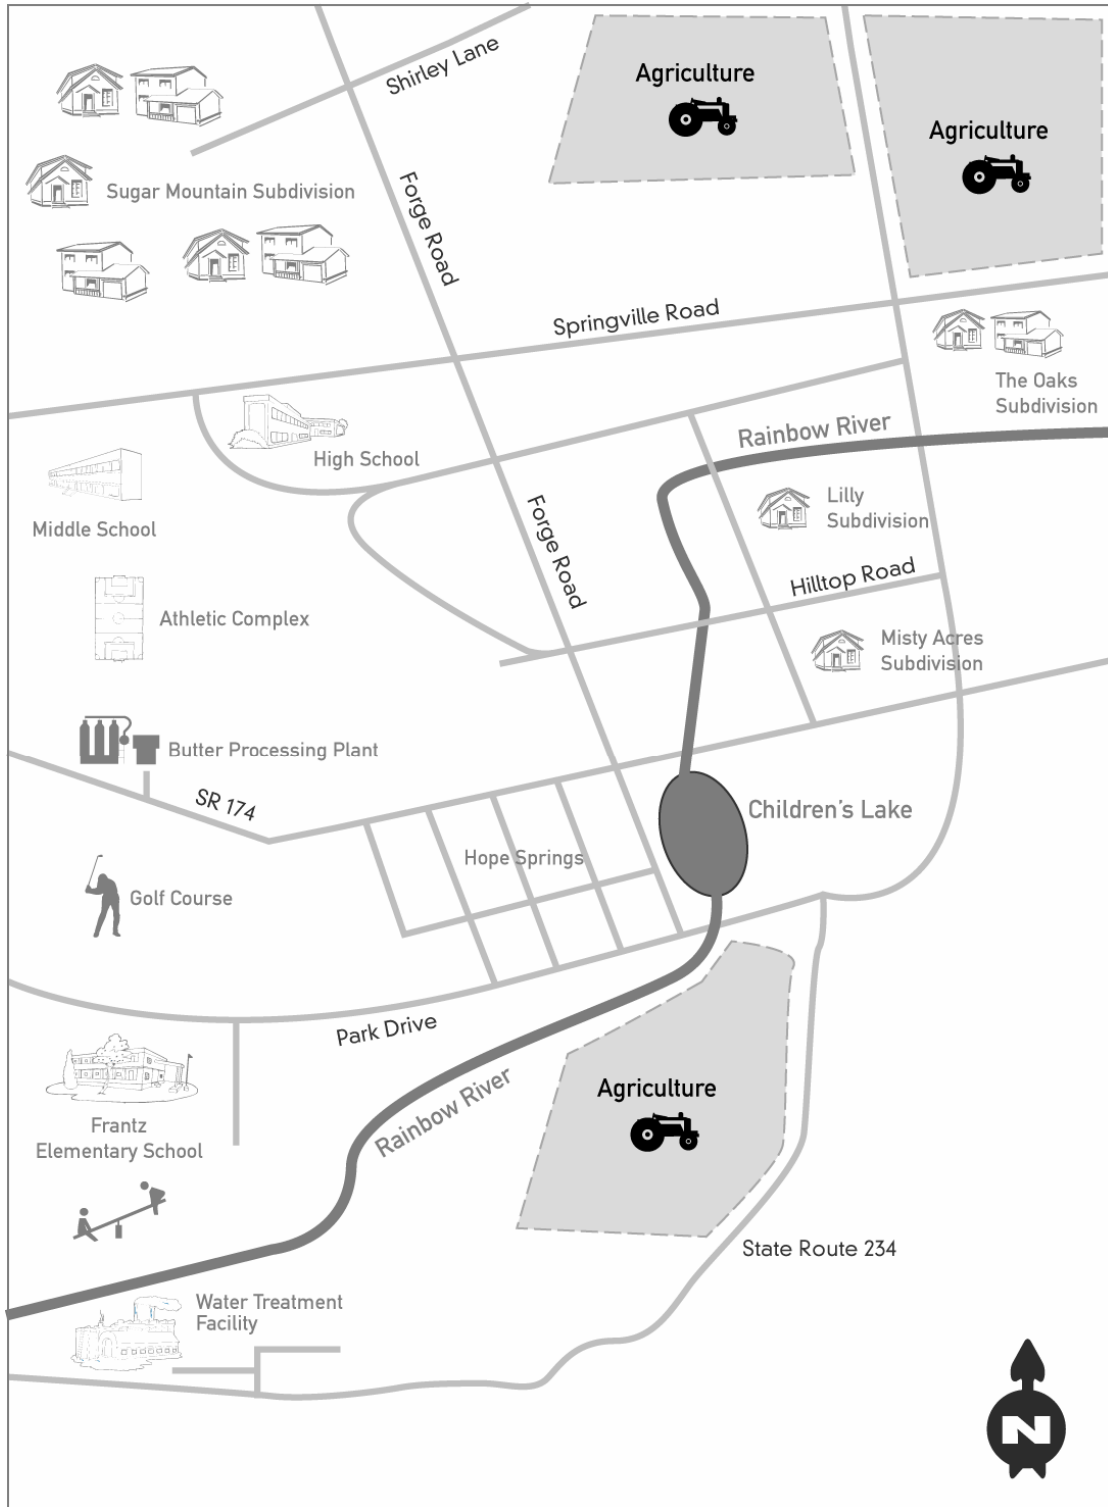 Shirley Lane
Agriculture
Agriculture
Sugar Mountain Subdivision
Forge Road
Springville Road
The Oaks
Subdivision
Rainbow River
High School
Middle School
Lilly
Subdivision
Forge Road
Hilltop Road
Athletic Complex
Misty Acres
Subdivision
Butter Processing Plant
SR 174
Children's Lake
Hope Springs
Golf Course
Park Drive
Rainbow River
Agriculture
Frantz
Elementary School
State Route 234
Water Treatment
Facility
N